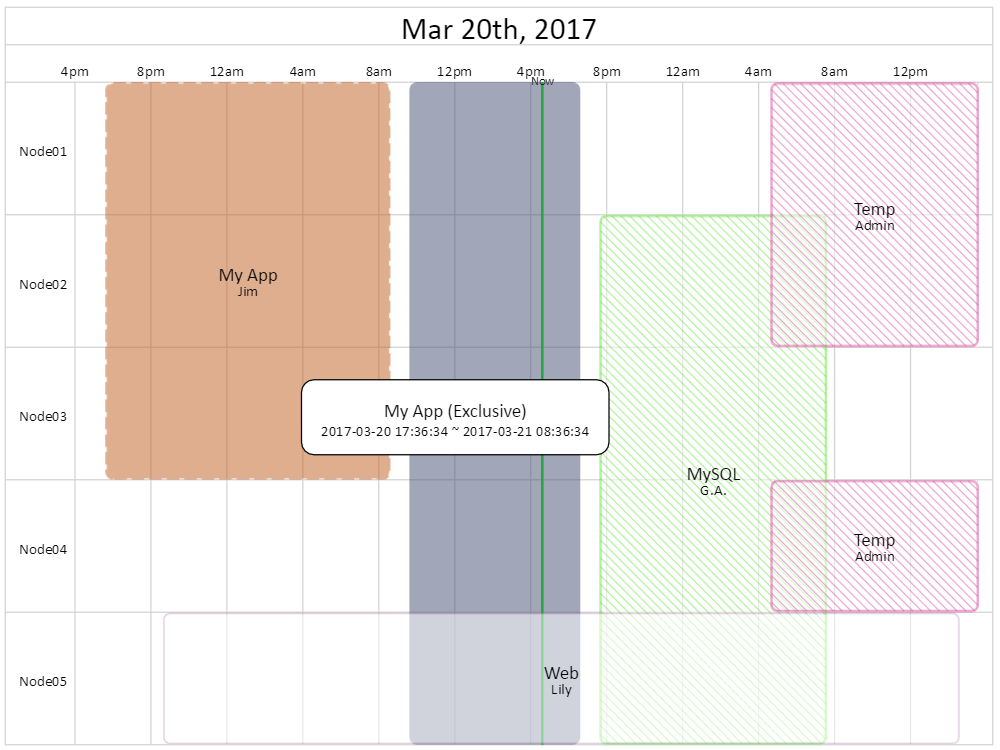 Mar 20th, 2017
4pm 8pm 12am 4am 8am 12pm 4pm 8pm 12am 4am 8am 12pm
Now
Node01
Temp
Admin
Node02
My App
Jim
Node03
My App (Exclusive)
2017-03-20 17:36:34 ~ 2017-03-21 08:36:34
MySQL
G.A.
Node04
Temp
Admin
Node05
Web
Lily